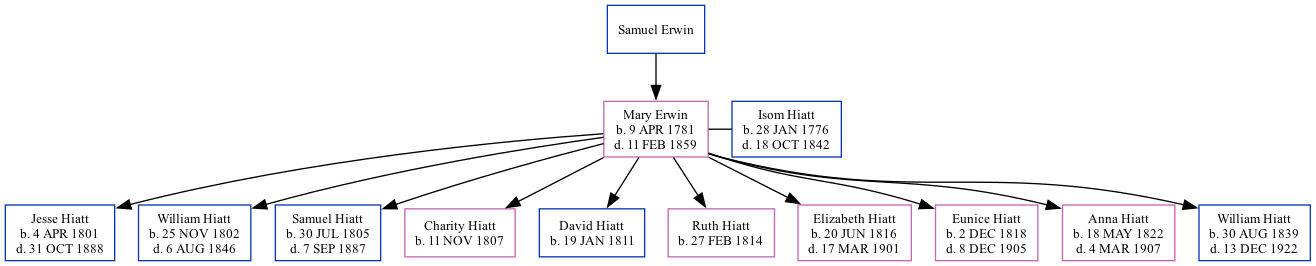 Samuel Erwin
Mary Erwin
b. 9 APR 1781
d. 11 FEB 1859
Isom Hiatt
b. 28 JAN 1776
d. 18 OCT 1842
Jesse Hiatt
b. 4 APR 1801
d. 31 OCT 1888
William Hiatt
b. 25 NOV 1802
d. 6 AUG 1846
Samuel Hiatt
b. 30 JUL 1805
d. 7 SEP 1887
Charity Hiatt
b. 11 NOV 1807
David Hiatt
b. 19 JAN 1811
Ruth Hiatt
b. 27 FEB 1814
Elizabeth Hiatt
b. 20 JUN 1816
d. 17 MAR 1901
Eunice Hiatt
b. 2 DEC 1818
d. 8 DEC 1905
Anna Hiatt
b. 18 MAY 1822
d. 4 MAR 1907
William Hiatt
b. 30 AUG 1839
d. 13 DEC 1922